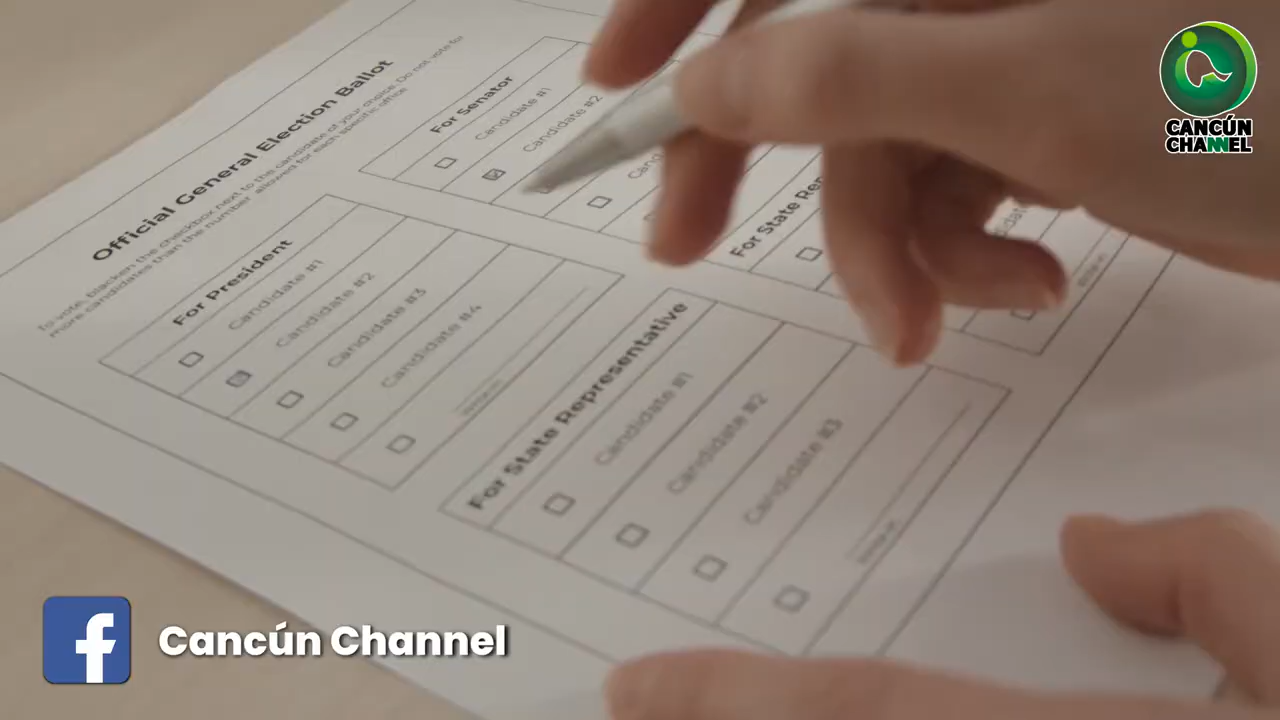 Official General Election Ballot
To vote, blacken the checkbox next to the candidate of your choice. Do not vote for
more candidates than the number allowed for each specific office
For President
Candidate #1
Candidate #2
Candidate #3
Candidate #4
For Senator
Candidate #1
Candidate #2
For State Representative
Candidate #1
Candidate #2
Candidate #3
For State
CANCÚN
CHANNEL
Cancún Channel